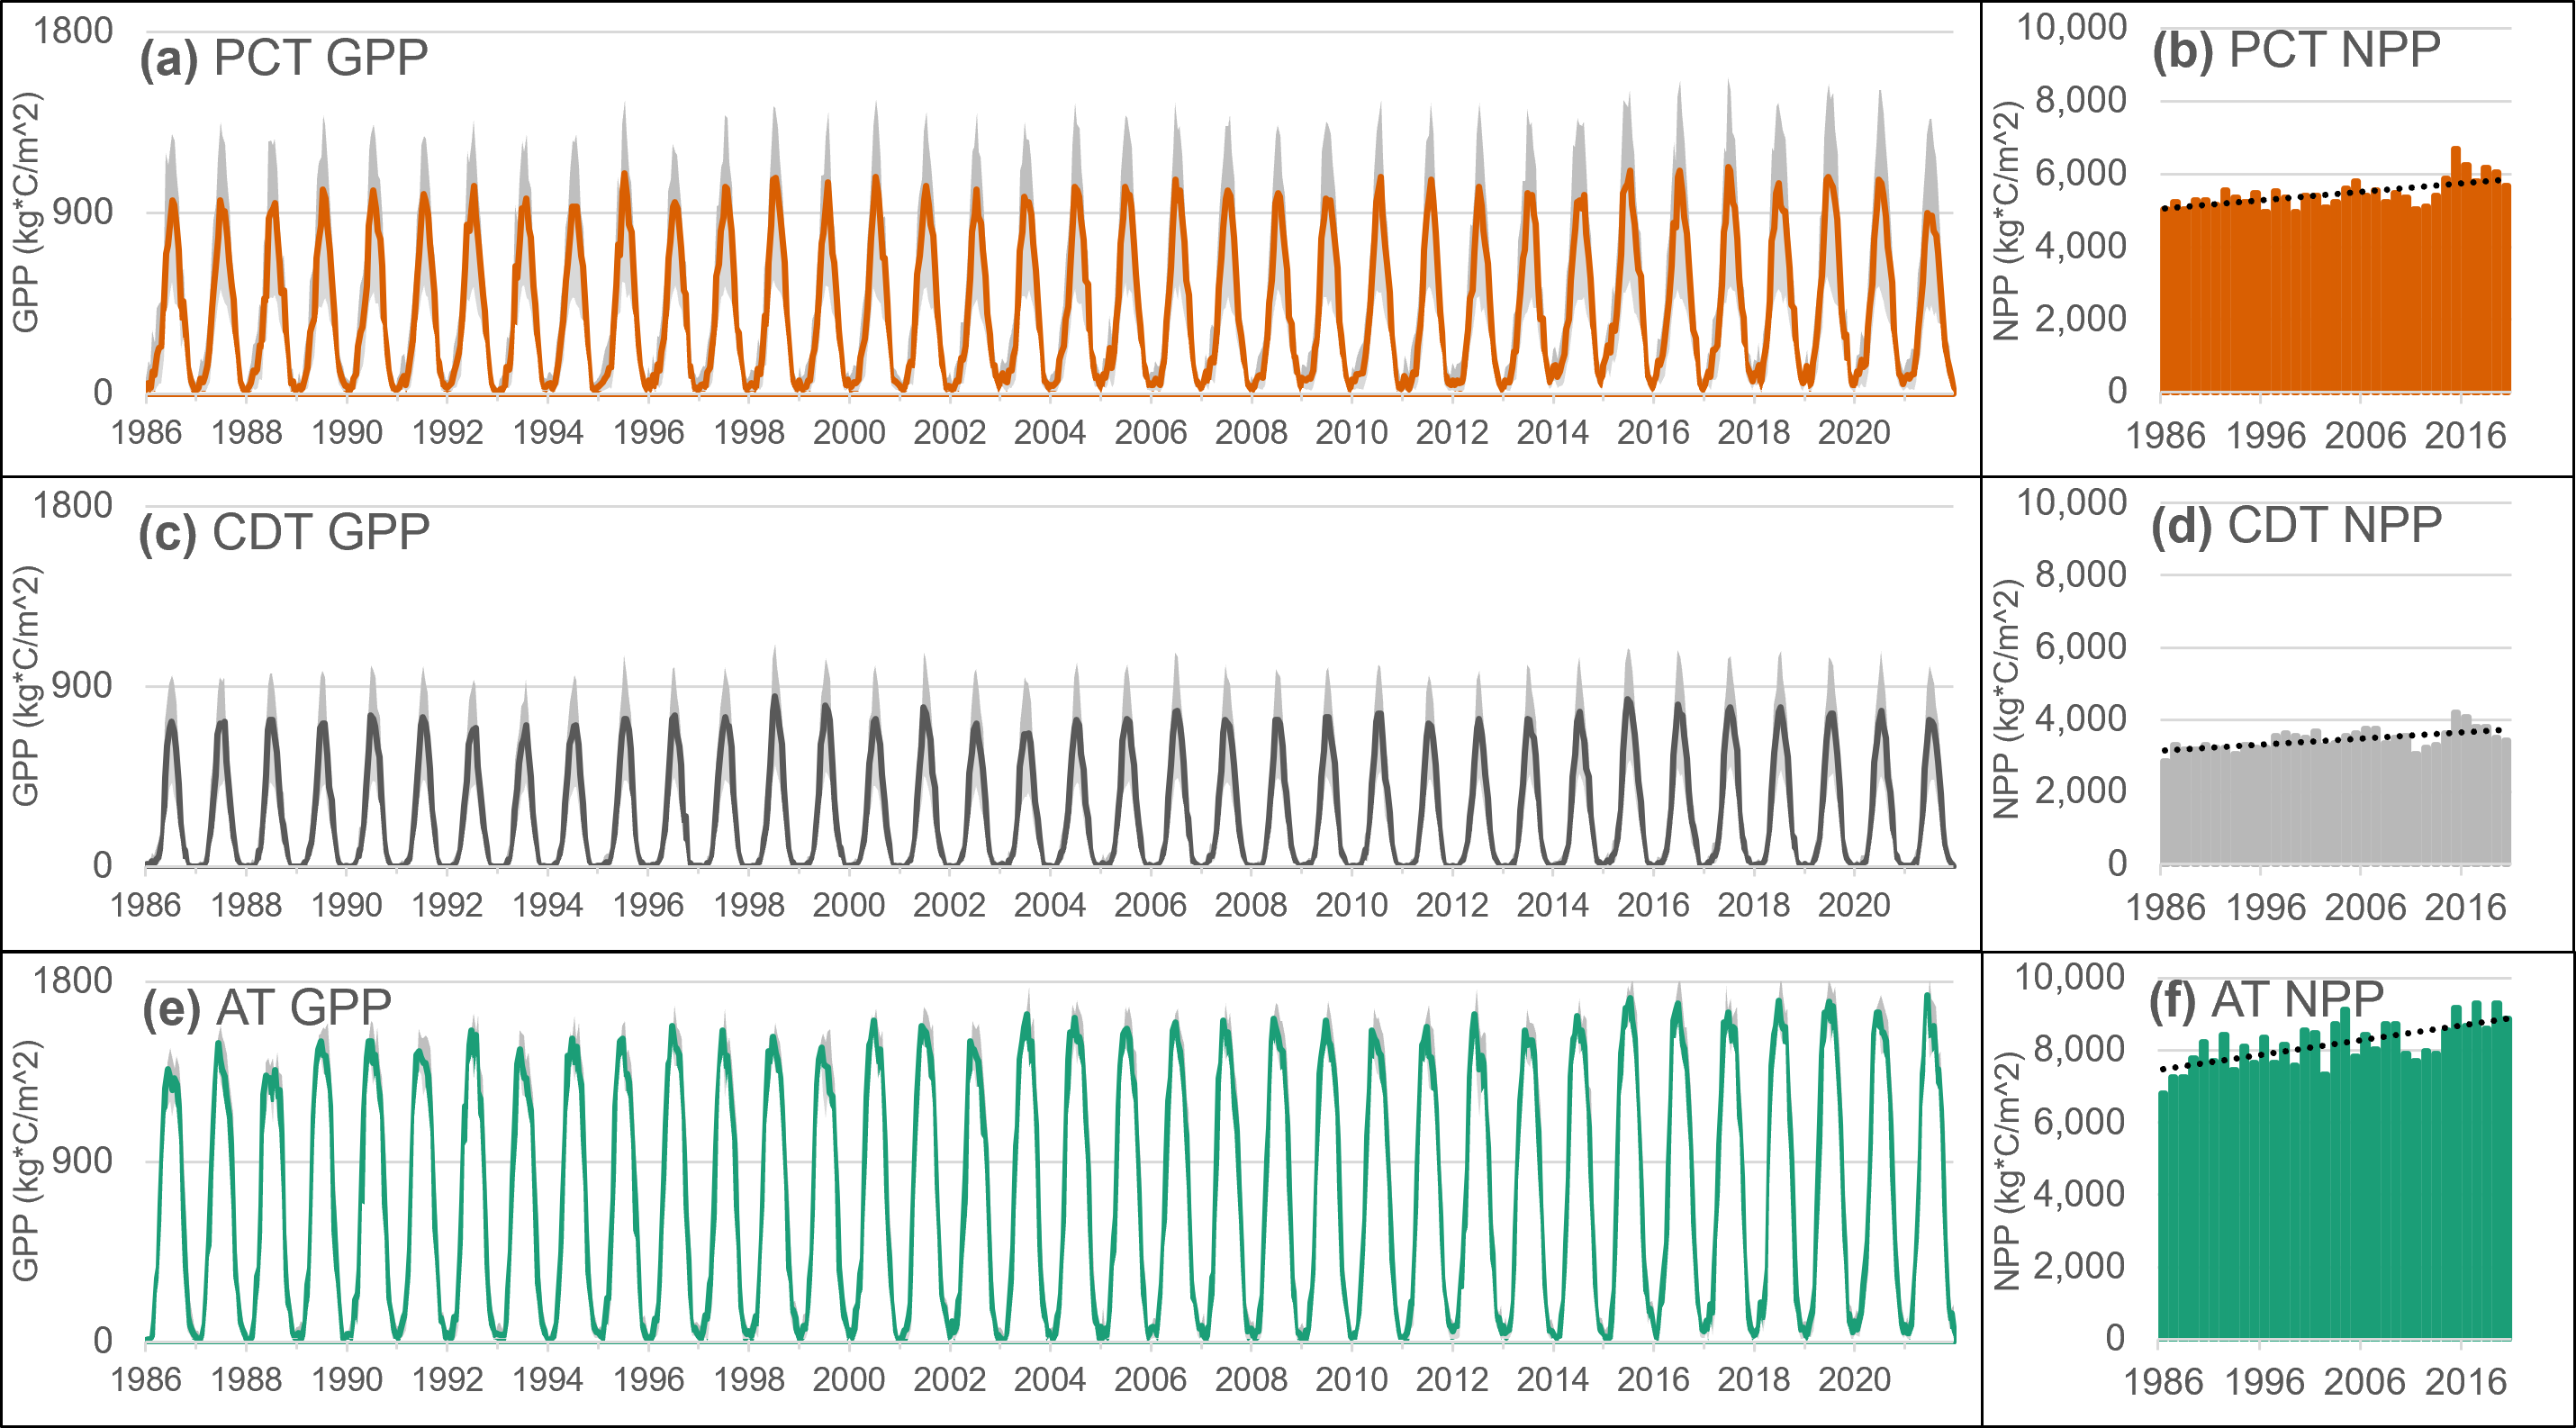 (a) PCT GPP
1800
900
0
GPP (kg*C/m^2)
1986 1988 1990 1992 1994 1996 1998 2000 2002 2004 2006 2008 2010 2012 2014 2016 2018 2020
(b) PCT NPP
10,000
8,000
6,000
4,000
2,000
0
NPP (kg*C/m^2)
1986 1996 2006 2016
(c) CDT GPP
1800
900
0
GPP (kg*C/m^2)
1986 1988 1990 1992 1994 1996 1998 2000 2002 2004 2006 2008 2010 2012 2014 2016 2018 2020
(d) CDT NPP
10,000
8,000
6,000
4,000
2,000
0
NPP (kg*C/m^2)
1986 1996 2006 2016
(e) AT GPP
1800
900
0
GPP (kg*C/m^2)
1986 1988 1990 1992 1994 1996 1998 2000 2002 2004 2006 2008 2010 2012 2014 2016 2018 2020
(f) AT NPP
10,000
8,000
6,000
4,000
2,000
0
NPP (kg*C/m^2)
1986 1996 2006 2016